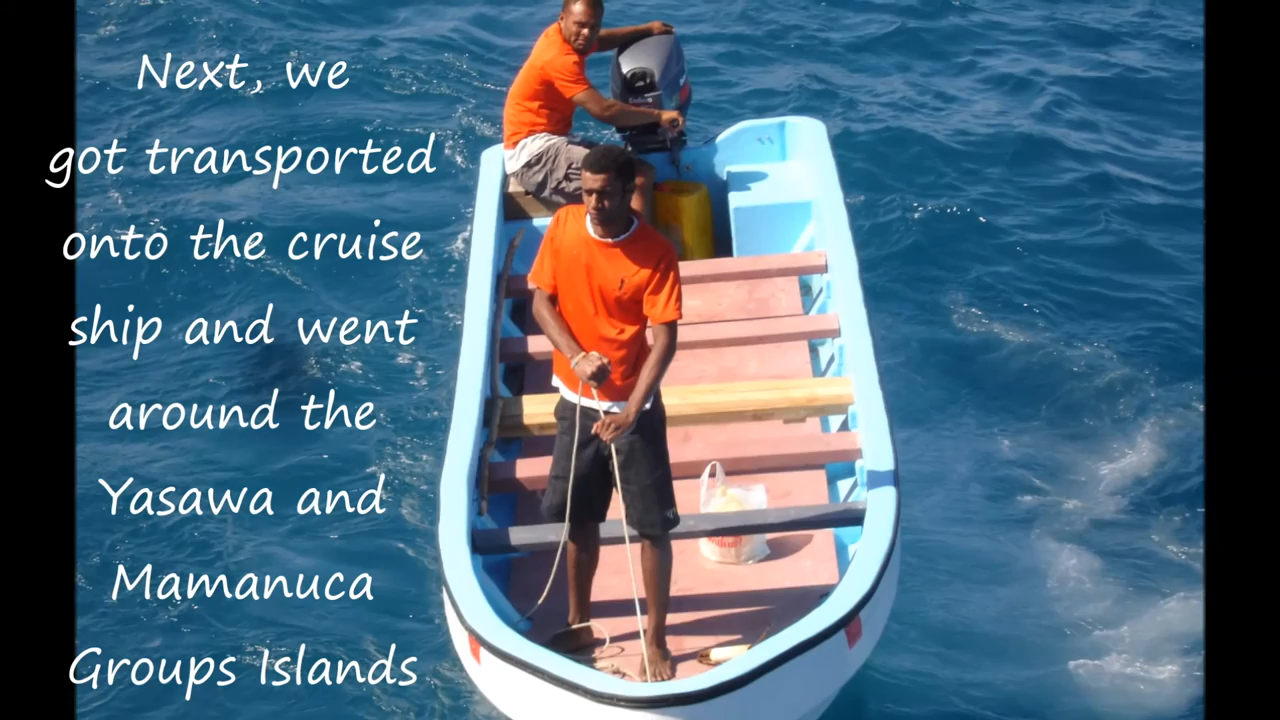 Next, we
got transported
onto the cruise
ship and went
around the
Yasawa and
Mamanuca
Groups Islands